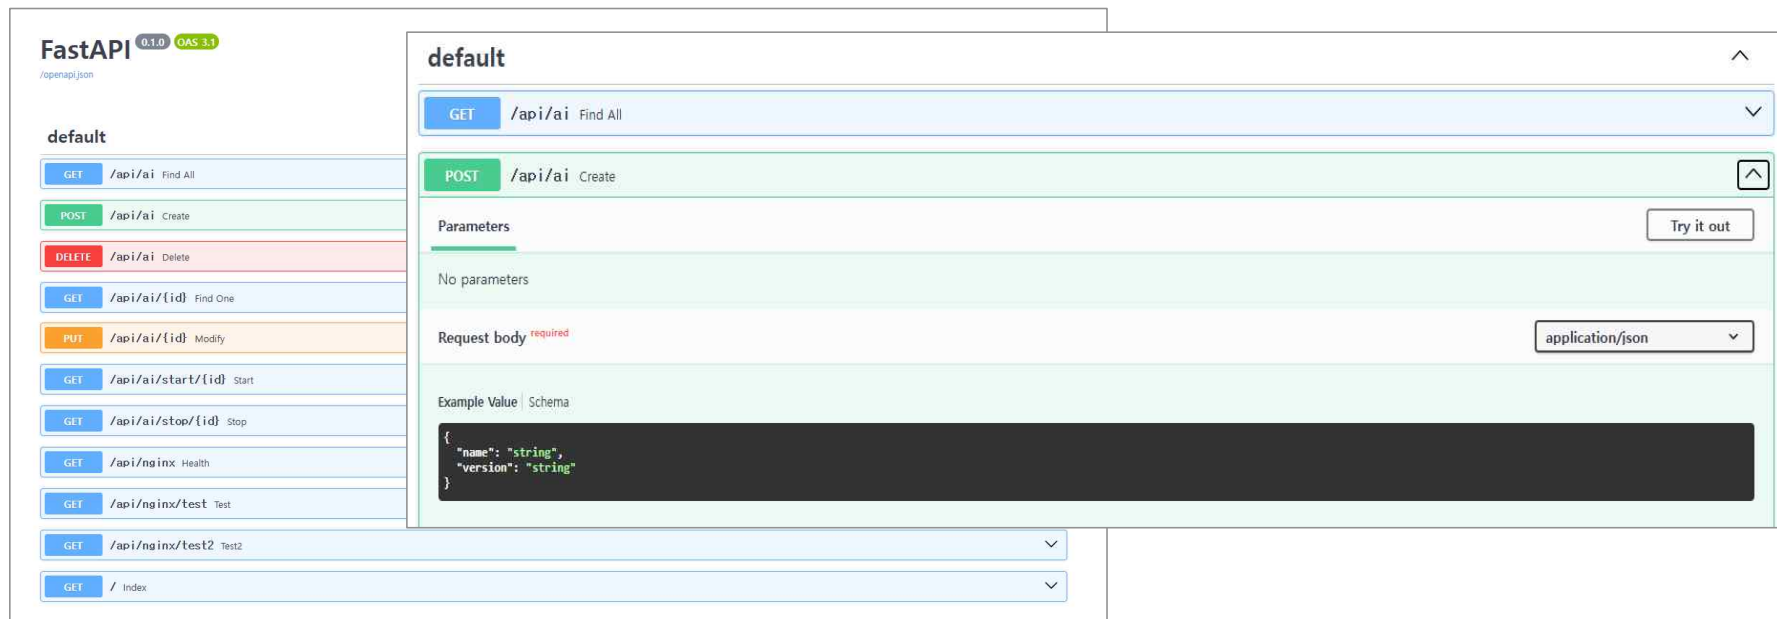 FastAPI 0.1.0 OAS 3.1
/openapi.json
default
GET /api/ai Find All
POST /api/ai Create
DELETE /api/ai Delete
GET /api/ai/{id} Find One
PUT /api/ai/{id} Modify
GET /api/ai/start/{id} Start
GET /api/ai/stop/{id} Stop
GET /api/nginx Health
GET /api/nginx/test Test
GET /api/nginx/test2 Test2
GET / Index
default
GET /api/ai Find All
POST /api/ai Create
Parameters
Try it out
No parameters
Request body required
application/json
Example Value Schema
{
"name": "string",
"version": "string"
}